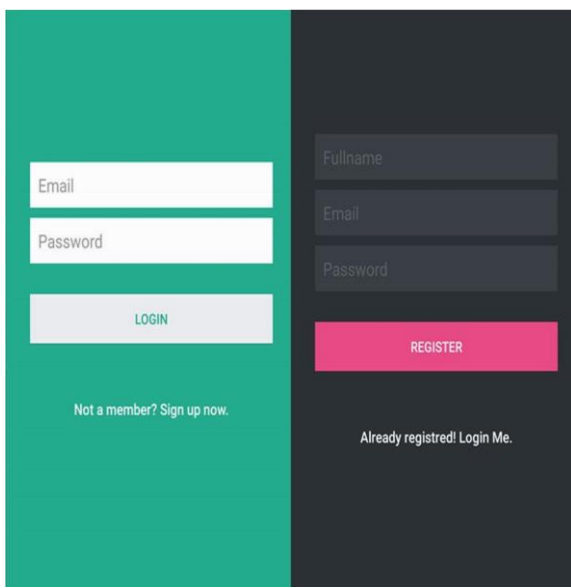 Email
Password
LOGIN
Not a member? Sign up now.
Fullname
Email
Password
REGISTER
Already registred! Login Me.